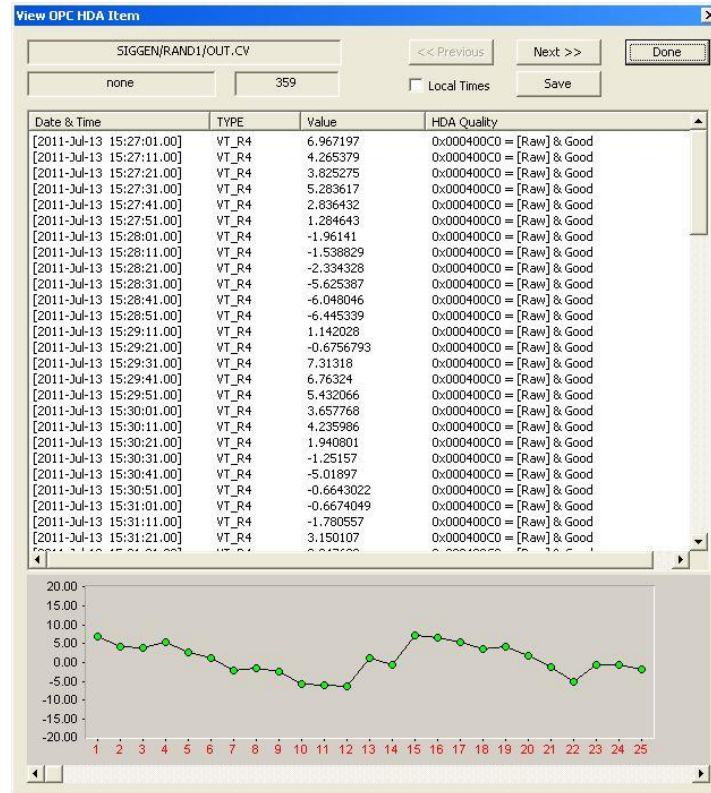 View OPC HDA Item
SIGGEN/RAND1/OUT.CV
<< Previous
Next >>
Done
none
359
Local Times
Save
Date & Time TYPE Value HDA Quality
[2011-Jul-13 15:27:01.00] VT_R4 6.967197 0x000400C0 = [Raw] & Good
[2011-Jul-13 15:27:11.00] VT_R4 4.265379 0x000400C0 = [Raw] & Good
[2011-Jul-13 15:27:21.00] VT_R4 3.825275 0x000400C0 = [Raw] & Good
[2011-Jul-13 15:27:31.00] VT_R4 5.283617 0x000400C0 = [Raw] & Good
[2011-Jul-13 15:27:41.00] VT_R4 2.836432 0x000400C0 = [Raw] & Good
[2011-Jul-13 15:27:51.00] VT_R4 1.284643 0x000400C0 = [Raw] & Good
[2011-Jul-13 15:28:01.00] VT_R4 -1.96141 0x000400C0 = [Raw] & Good
[2011-Jul-13 15:28:11.00] VT_R4 -1.538829 0x000400C0 = [Raw] & Good
[2011-Jul-13 15:28:21.00] VT_R4 -2.334328 0x000400C0 = [Raw] & Good
[2011-Jul-13 15:28:31.00] VT_R4 -5.625387 0x000400C0 = [Raw] & Good
[2011-Jul-13 15:28:41.00] VT_R4 -6.048046 0x000400C0 = [Raw] & Good
[2011-Jul-13 15:28:51.00] VT_R4 -6.445339 0x000400C0 = [Raw] & Good
[2011-Jul-13 15:29:11.00] VT_R4 1.142028 0x000400C0 = [Raw] & Good
[2011-Jul-13 15:29:21.00] VT_R4 -0.6756793 0x000400C0 = [Raw] & Good
[2011-Jul-13 15:29:31.00] VT_R4 7.31318 0x000400C0 = [Raw] & Good
[2011-Jul-13 15:29:41.00] VT_R4 6.76324 0x000400C0 = [Raw] & Good
[2011-Jul-13 15:29:51.00] VT_R4 5.432066 0x000400C0 = [Raw] & Good
[2011-Jul-13 15:30:01.00] VT_R4 3.657768 0x000400C0 = [Raw] & Good
[2011-Jul-13 15:30:11.00] VT_R4 4.235986 0x000400C0 = [Raw] & Good
[2011-Jul-13 15:30:21.00] VT_R4 1.940801 0x000400C0 = [Raw] & Good
[2011-Jul-13 15:30:31.00] VT_R4 -1.25157 0x000400C0 = [Raw] & Good
[2011-Jul-13 15:30:41.00] VT_R4 -5.01897 0x000400C0 = [Raw] & Good
[2011-Jul-13 15:30:51.00] VT_R4 -0.6643022 0x000400C0 = [Raw] & Good
[2011-Jul-13 15:31:01.00] VT_R4 -0.6674049 0x000400C0 = [Raw] & Good
[2011-Jul-13 15:31:11.00] VT_R4 -1.780557 0x000400C0 = [Raw] & Good
[2011-Jul-13 15:31:21.00] VT_R4 3.150107 0x000400C0 = [Raw] & Good
20.00
15.00
10.00
5.00
0.00
-5.00
-10.00
-15.00
-20.00
1 2 3 4 5 6 7 8 9 10 11 12 13 14 15 16 17 18 19 20 21 22 23 24 25